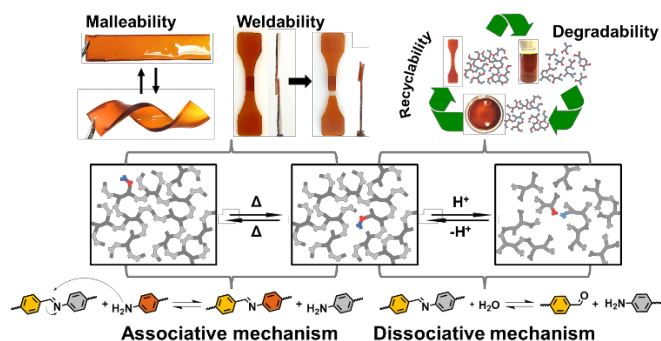 Malleability
Weldability
Degradability
Recyclability
Δ
Δ
H⁺
-H⁺
N
+
H₂N
N
+
H₂N
N
+ H₂O
O
+
H₂N
Associative mechanism
Dissociative mechanism